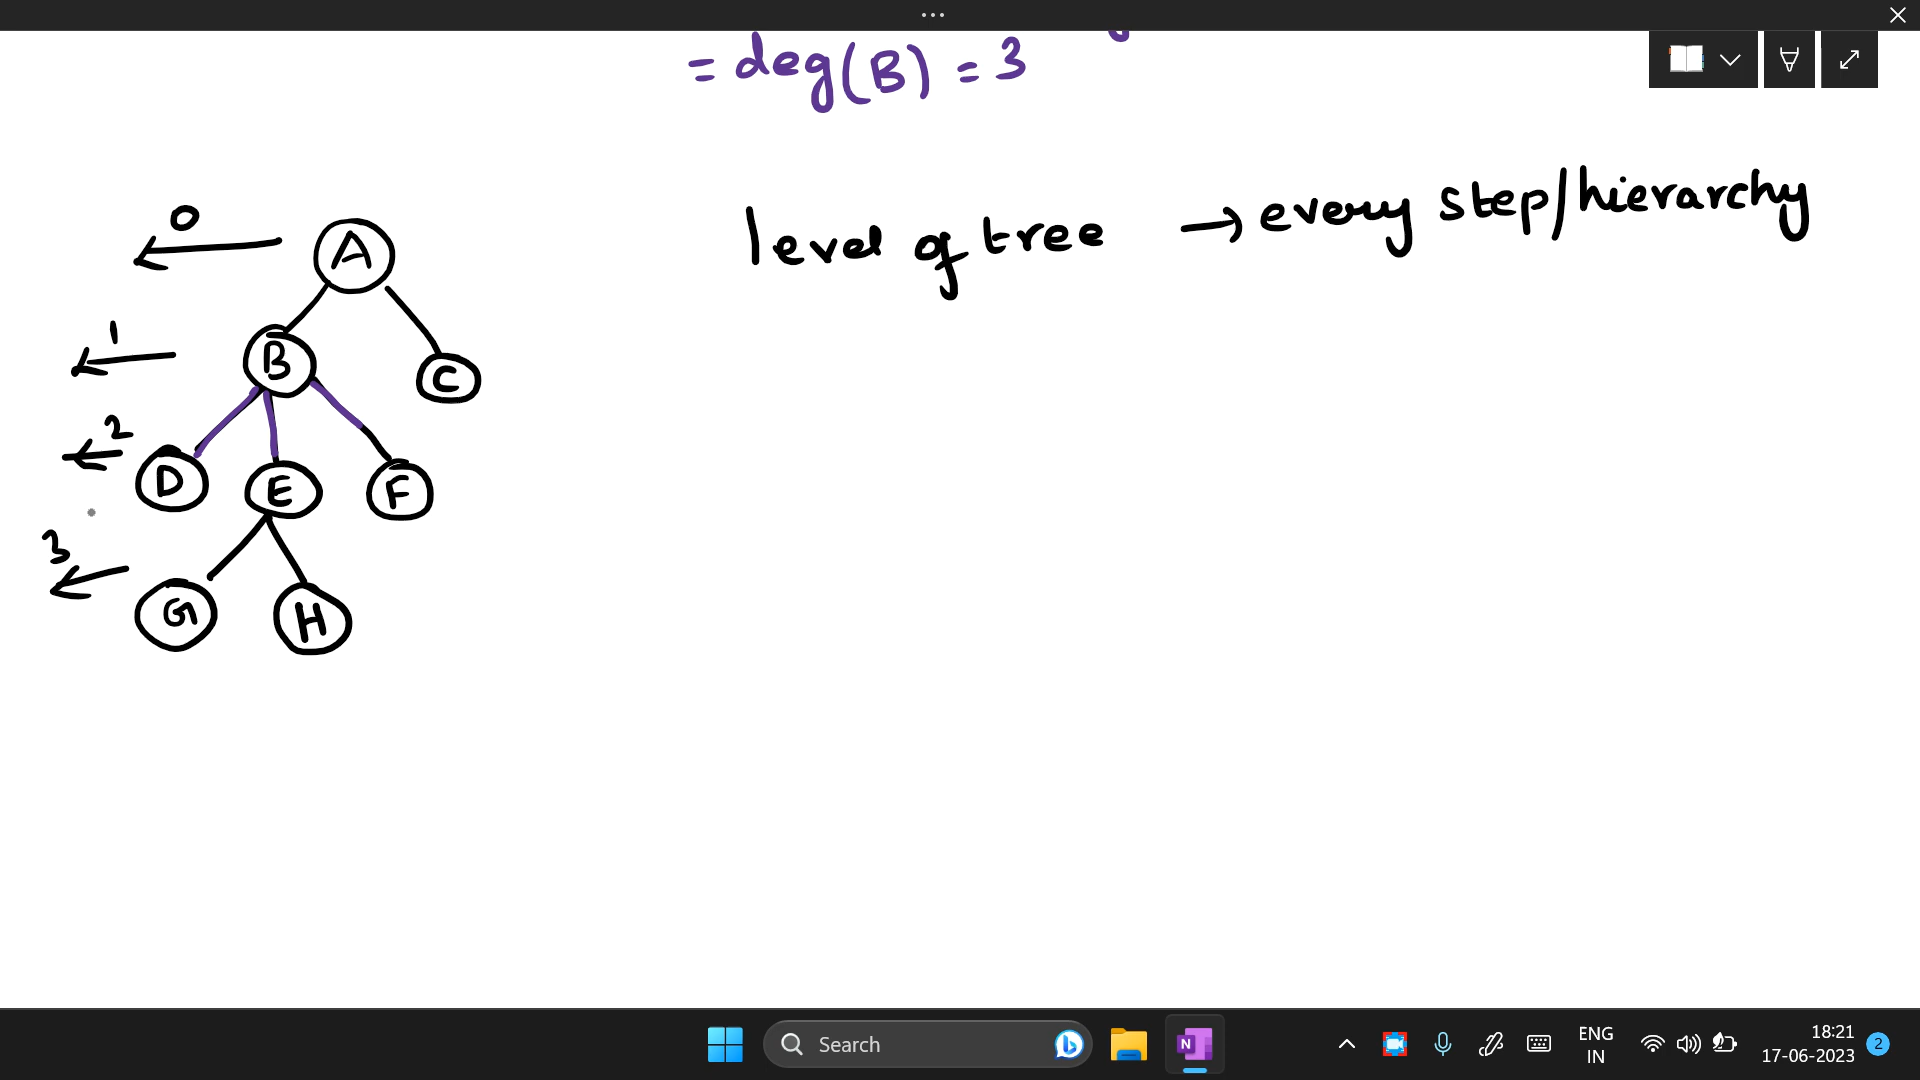 = deg(B) = 3
level of tree → every step/hierarchy
0
A
1
B
C
2
D
E
F
3
G
H
Search
N
ENG
IN
18:21
17-06-2023
2